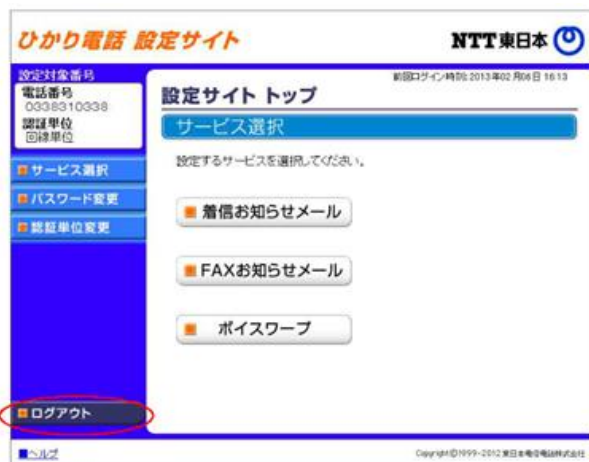 ひかり電話 設定サイト
NTT東日本
設定対象番号
電話番号
0338310338
認証単位
回線単位
前回ログイン時刻:2013年02月06日 16:13
設定サイト トップ
サービス選択
設定するサービスを選択してください。
サービス選択
パスワード変更
認証単位変更
着信お知らせメール
FAXお知らせメール
ボイスワープ
ログアウト
■ヘルプ
Copyright©1999-2012 東日本電信電話株式会社